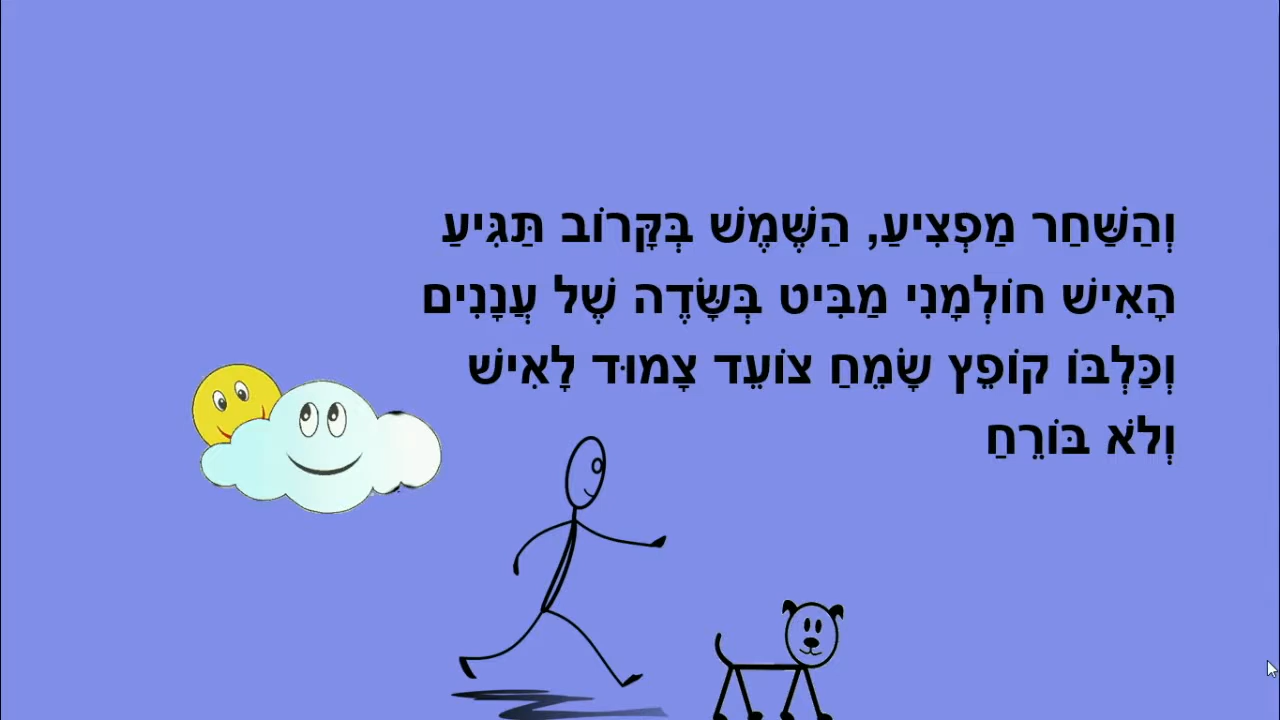 וְהַשַּׁחַר מַפְצִיעַ, הַשֶּׁמֶשׁ בְּקָּרוֹב תַּגִּיעַ
הָאִישׁ חוֹלְמָנִי מַבִּיט בְּשָּׂדֶה שֶׁל עֲנָנִים
וְכַּלְבּוֹ קוֹפֵץ שָׂמֵחַ צוֹעֵד צָמוּד לָאִישׁ
וְלֹא בּוֹרֵחַ